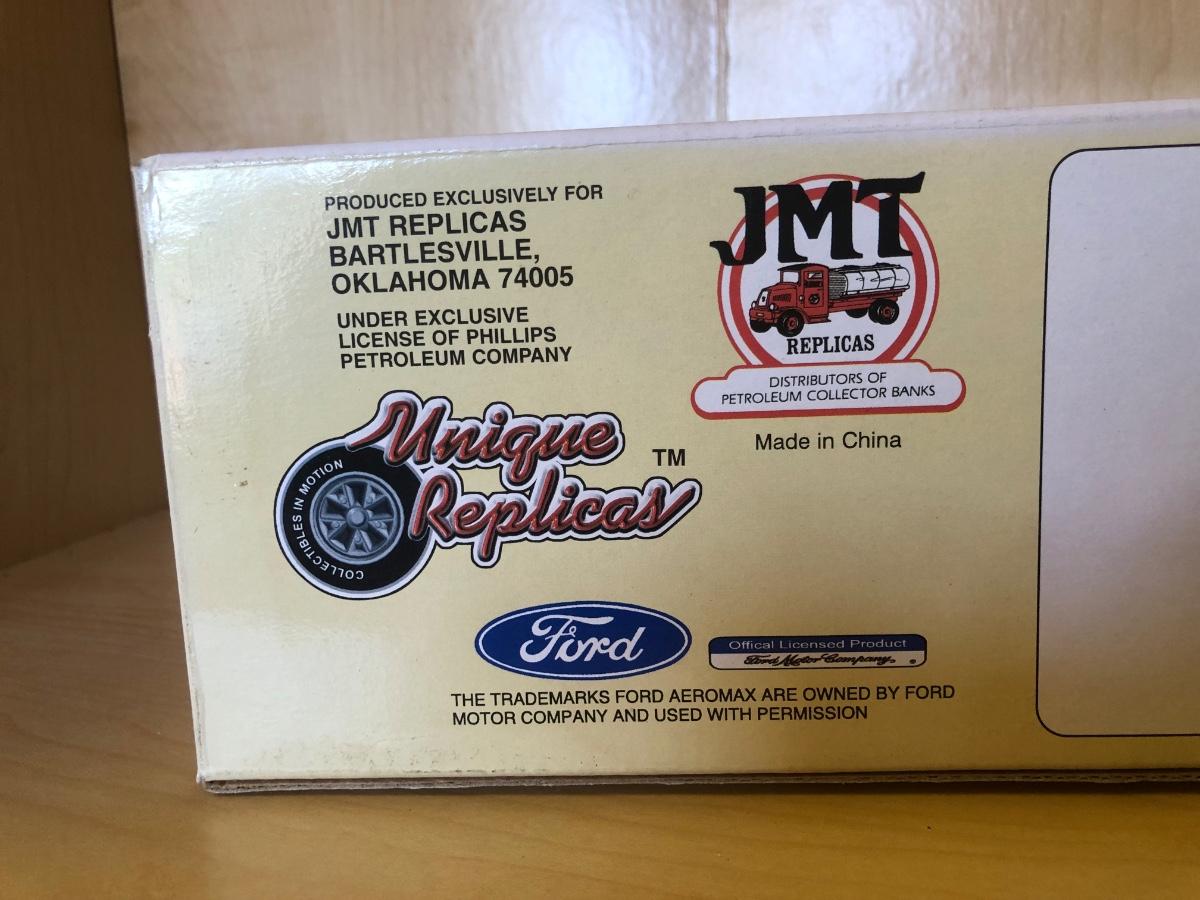 PRODUCED EXCLUSIVELY FOR
JMT REPLICAS
BARTLESVILLE,
OKLAHOMA 74005
UNDER EXCLUSIVE
LICENSE OF PHILLIPS
PETROLEUM COMPANY
JMT
REPLICAS
DISTRIBUTORS OF
PETROLEUM COLLECTOR BANKS
Made in China
Unique
Replicas
TM
COLLECTIBLES IN MOTION
Ford
Offical Licensed Product
Ford Motor Company
THE TRADEMARKS FORD AEROMAX ARE OWNED BY FORD
MOTOR COMPANY AND USED WITH PERMISSION